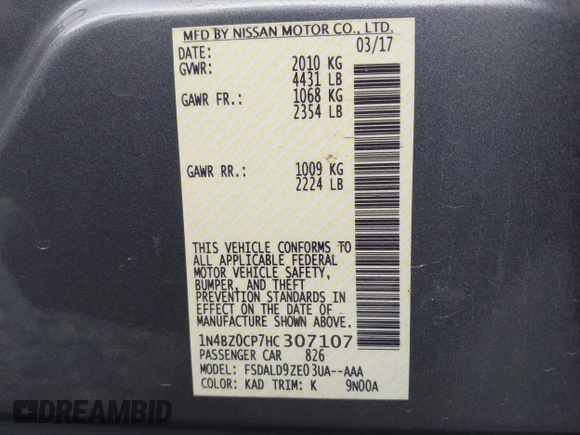 MFD BY NISSAN MOTOR CO., LTD.
DATE: 03/17
GVWR: 2010 KG
4431 LB
GAWR FR.: 1068 KG
2354 LB
GAWR RR.: 1009 KG
2224 LB
THIS VEHICLE CONFORMS TO
ALL APPLICABLE FEDERAL
MOTOR VEHICLE SAFETY,
BUMPER, AND THEFT
PREVENTION STANDARDS IN
EFFECT ON THE DATE OF
MANUFACTURE SHOWN ABOVE.
1N4BZ0CP7HC307107
PASSENGER CAR 826
MODEL: FSDALD9ZE03UA--AAA
COLOR: KAD TRIM: K 9N00A
DREAMBID